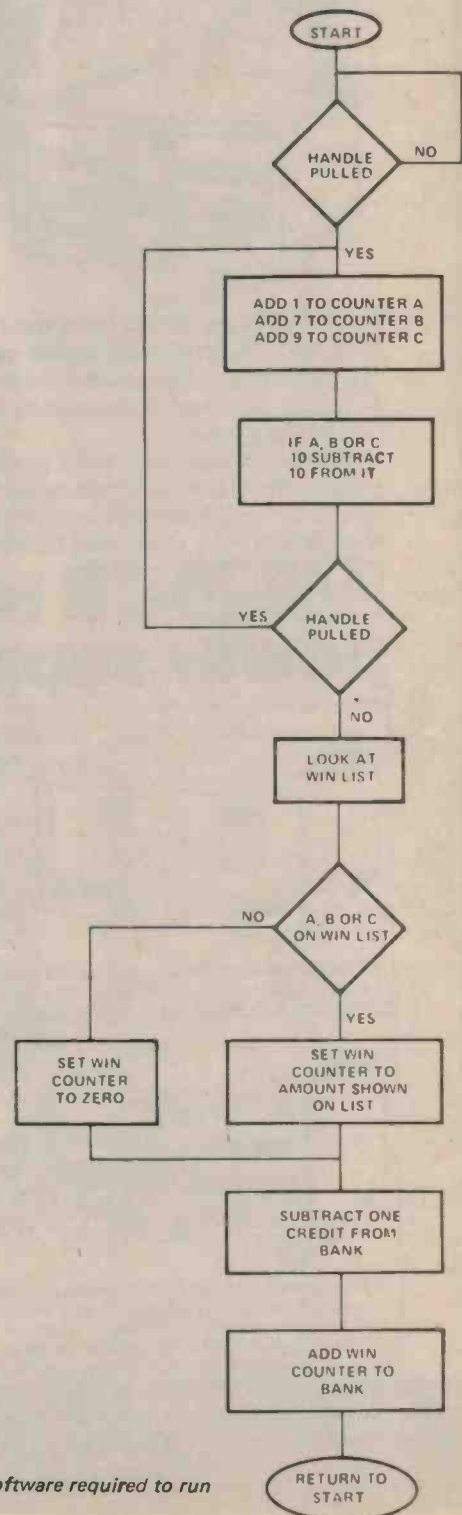 START
HANDLE
PULLED
NO
YES
ADD 1 TO COUNTER A
ADD 7 TO COUNTER B
ADD 9 TO COUNTER C
IF A, B OR C
10 SUBTRACT
10 FROM IT
YES
HANDLE
PULLED
NO
LOOK AT
WIN LIST
NO
A, B OR C
ON WIN LIST
YES
SET WIN
COUNTER
TO ZERO
SET WIN
COUNTER TO
AMOUNT SHOWN
ON LIST
SUBTRACT ONE
CREDIT FROM
BANK
ADD WIN
COUNTER TO
BANK
RETURN TO
START
oftware required to run